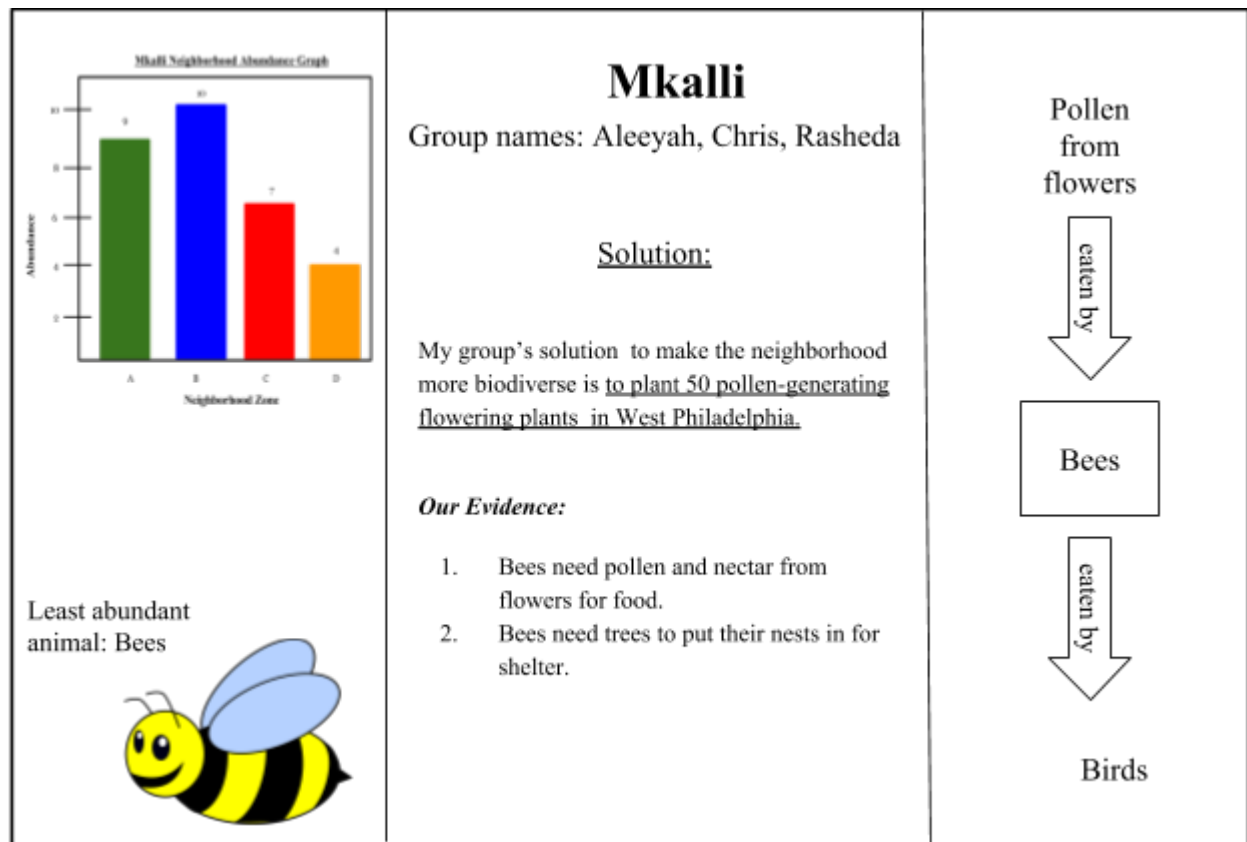 Mkalli Neighborhood Abundance Graph
10
8
6
4
2
9
10
7
4
Abundance
A B C D
Neighborhood Zone
Least abundant
animal: Bees
Mkalli
Group names: Aleeyah, Chris, Rasheda
Solution:
My group’s solution to make the neighborhood
more biodiverse is to plant 50 pollen-generating
flowering plants in West Philadelphia.
Our Evidence:
1. Bees need pollen and nectar from
flowers for food.
2. Bees need trees to put their nests in for
shelter.
Pollen
from
flowers
eaten by
Bees
eaten by
Birds